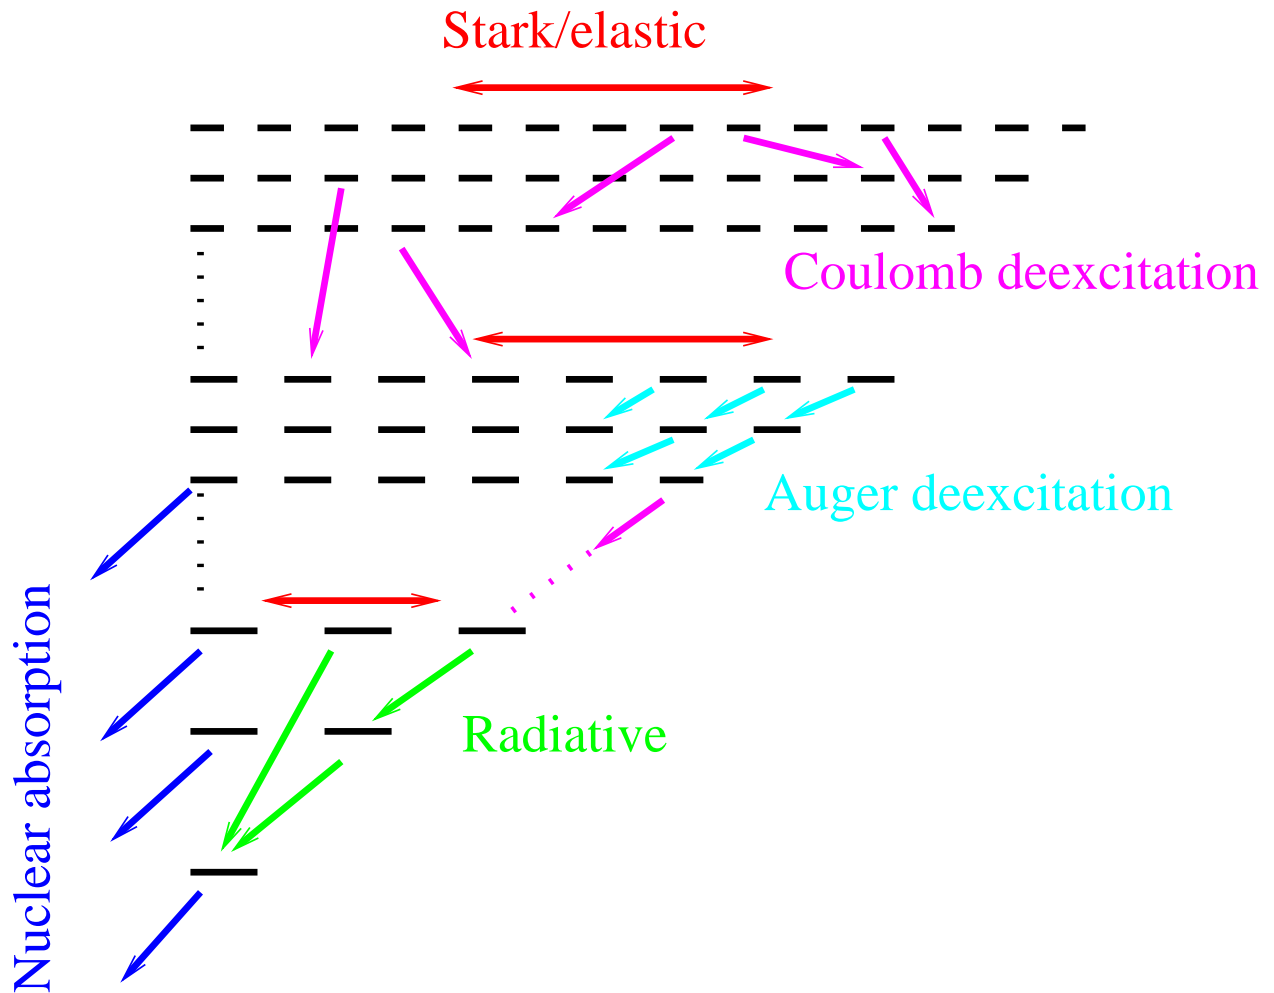 Stark/elastic
Coulomb deexcitation
Auger deexcitation
Radiative
Nuclear absorption